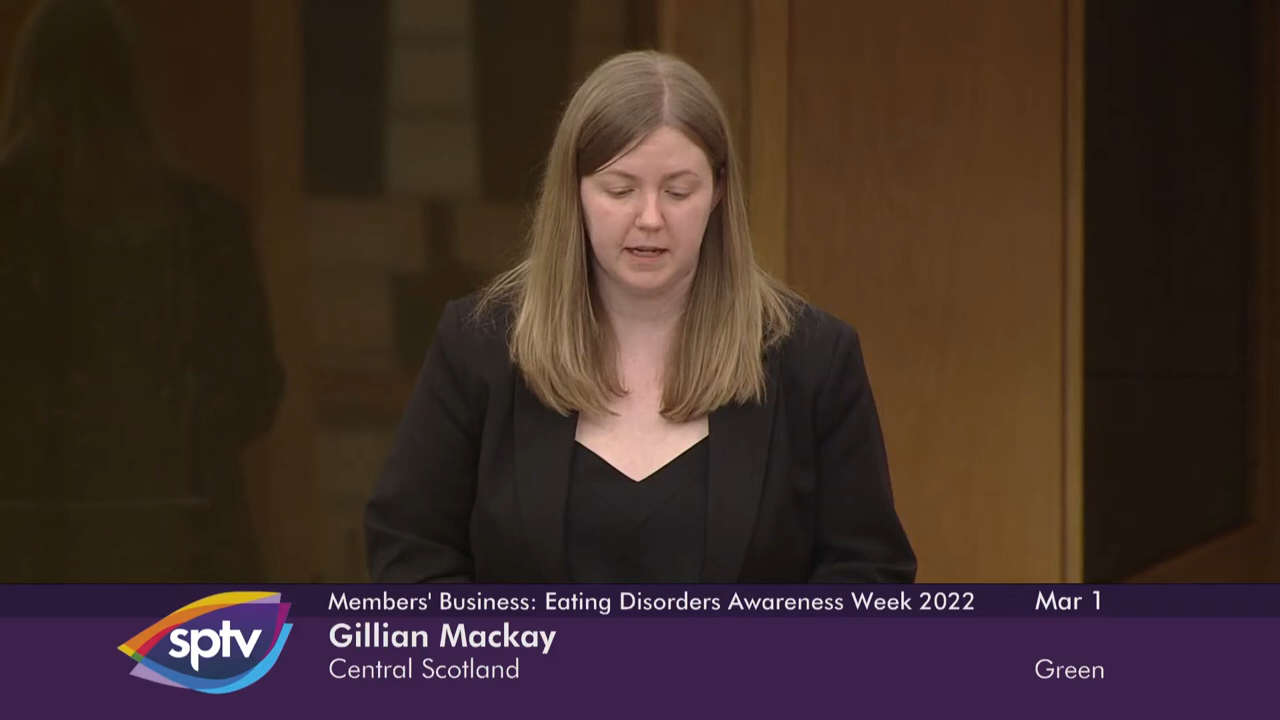 Members' Business: Eating Disorders Awareness Week 2022 Mar 1
sptv
Gillian Mackay
Central Scotland Green